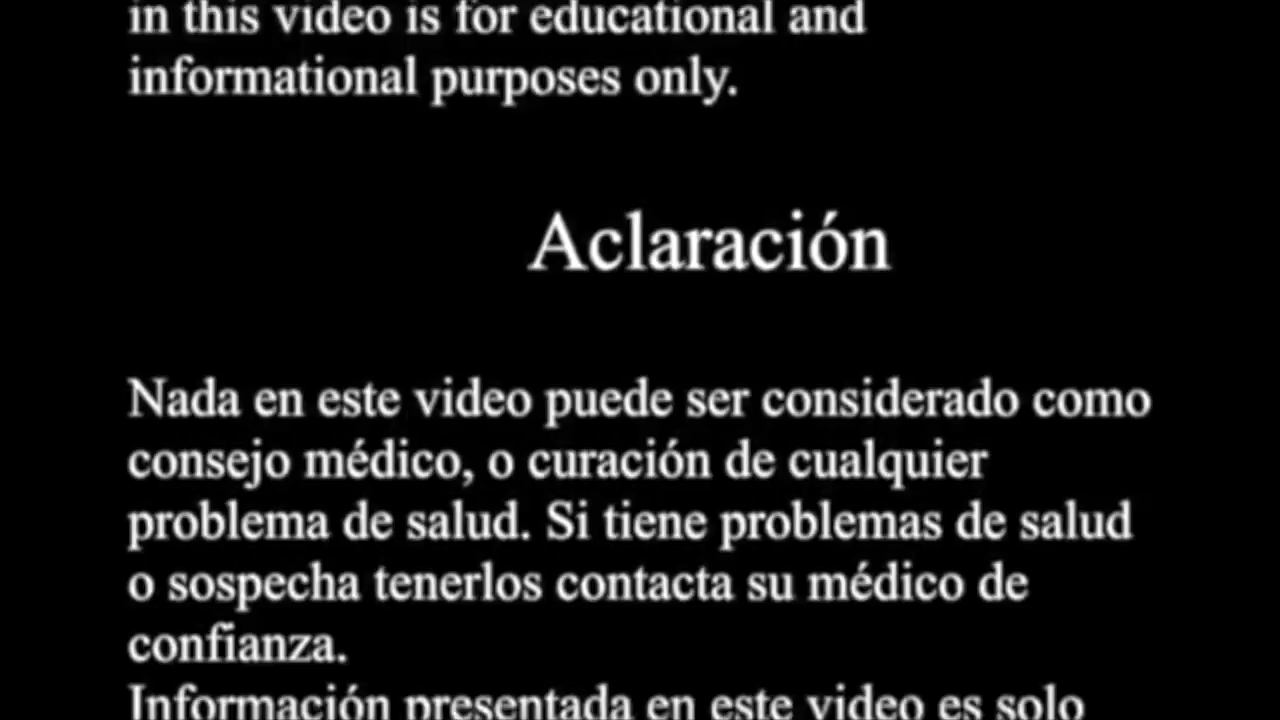 in this video is for educational and
informational purposes only.
Aclaración
Nada en este video puede ser considerado como
consejo médico, o curación de cualquier
problema de salud. Si tiene problemas de salud
o sospecha tenerlos contacta su médico de
confianza.
Información presentada en este video es solo